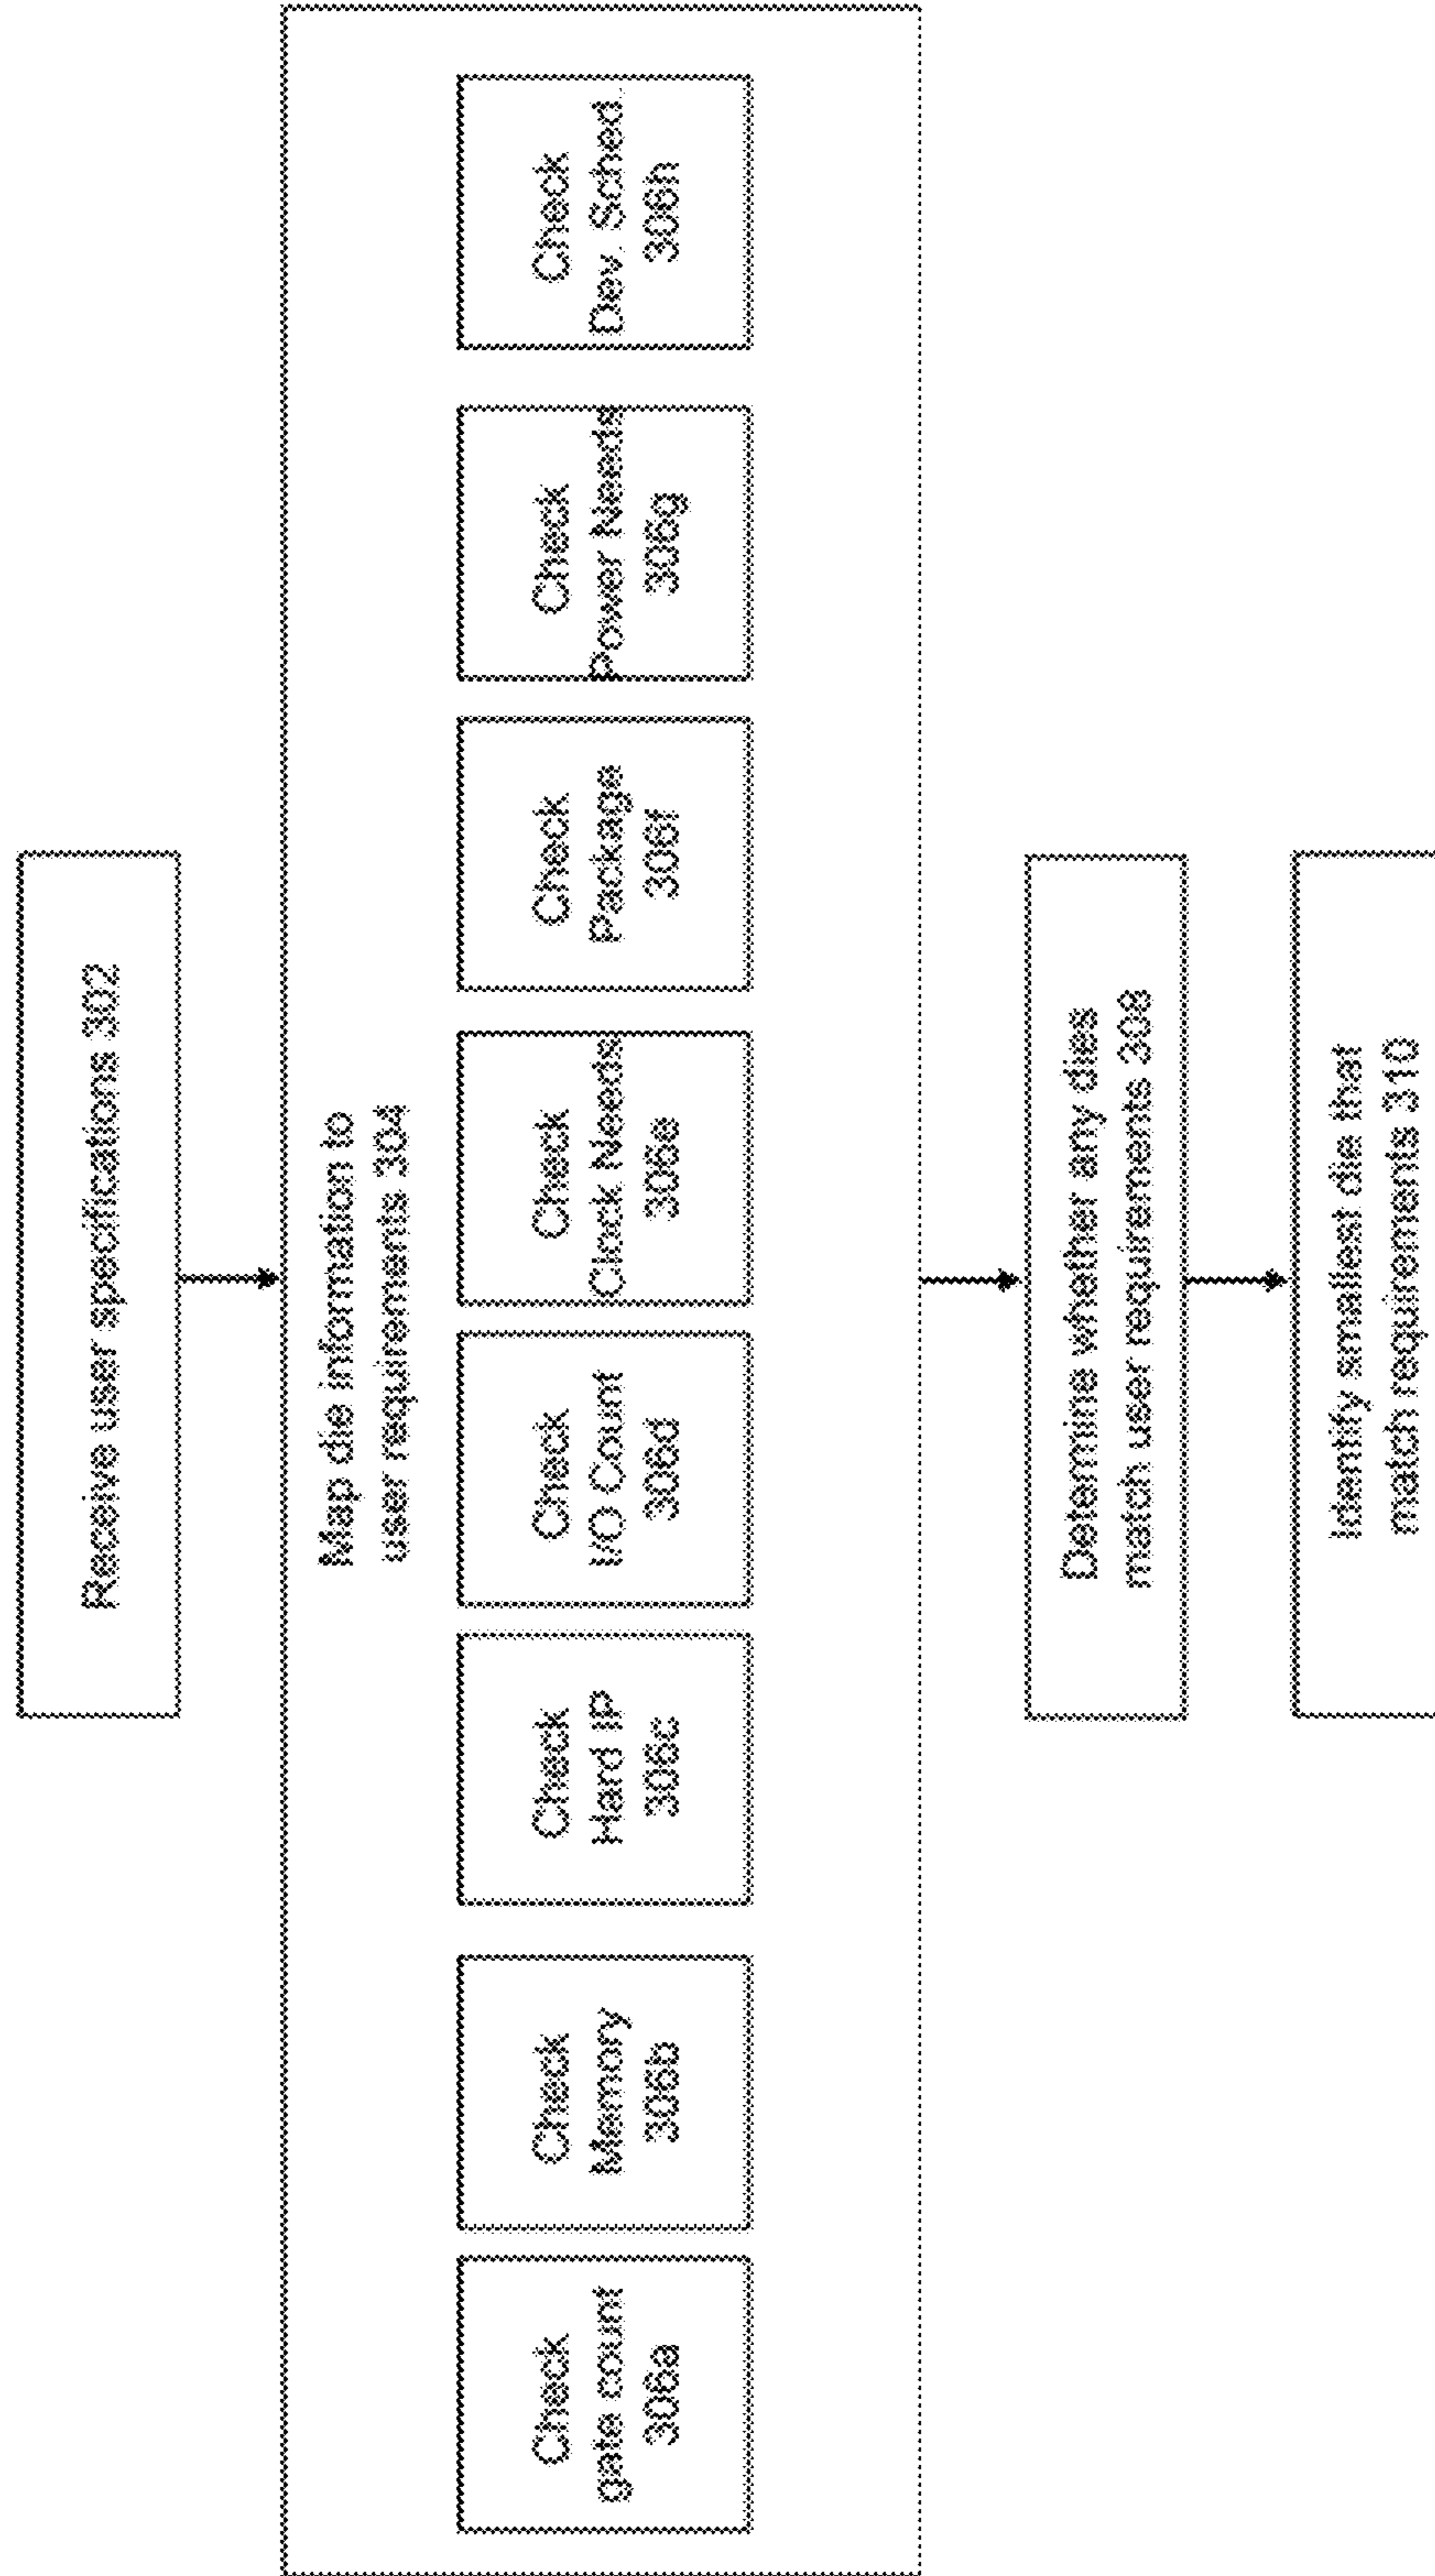 Receive user specifications 302
Map die information to
user requirements 304
Check
gate count
306a
Check
Memory
306b
Check
Hard IP
306c
Check
I/O Count
306d
Check
Clock Needs
306e
Check
Package
306f
Check
Power Needs
306g
Check
Dev. Sched.
306h
Determine whether any dies
match user requirements 308
Identify smallest die that
match requirements 310